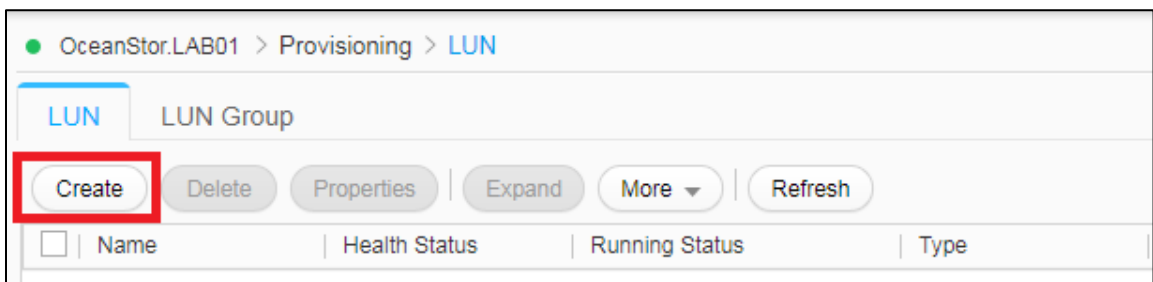 OceanStor.LAB01 > Provisioning > LUN
LUN LUN Group
Create Delete Properties Expand More Refresh
Name Health Status Running Status Type